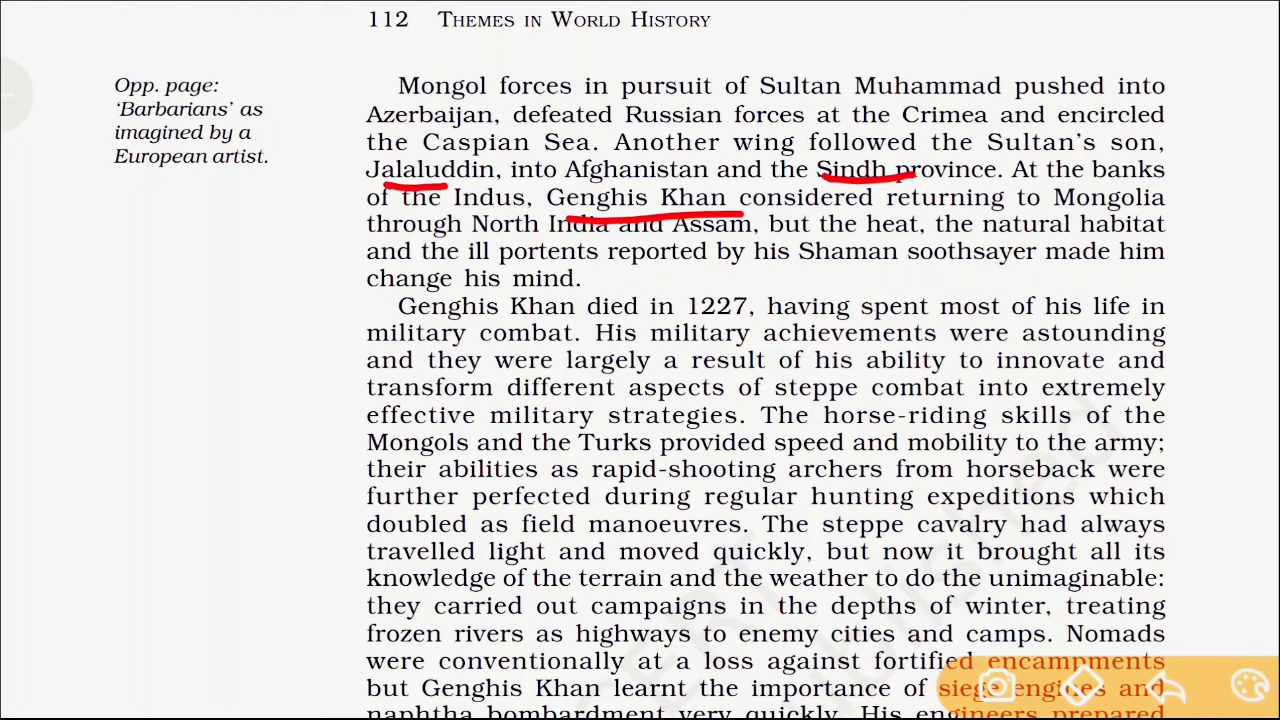 112 THEMES IN WORLD HISTORY
Opp. page:
‘Barbarians’ as
imagined by a
European artist.
Mongol forces in pursuit of Sultan Muhammad pushed into
Azerbaijan, defeated Russian forces at the Crimea and encircled
the Caspian Sea. Another wing followed the Sultan’s son,
Jalaluddin, into Afghanistan and the Sindh province. At the banks
of the Indus, Genghis Khan considered returning to Mongolia
through North India and Assam, but the heat, the natural habitat
and the ill portents reported by his Shaman soothsayer made him
change his mind.
Genghis Khan died in 1227, having spent most of his life in
military combat. His military achievements were astounding
and they were largely a result of his ability to innovate and
transform different aspects of steppe combat into extremely
effective military strategies. The horse-riding skills of the
Mongols and the Turks provided speed and mobility to the army;
their abilities as rapid-shooting archers from horseback were
further perfected during regular hunting expeditions which
doubled as field manoeuvres. The steppe cavalry had always
travelled light and moved quickly, but now it brought all its
knowledge of the terrain and the weather to do the unimaginable:
they carried out campaigns in the depths of winter, treating
frozen rivers as highways to enemy cities and camps. Nomads
were conventionally at a loss against fortified encampments
but Genghis Khan learnt the importance of siege engines and
naphtha bombardment very quickly. His engineers prepared